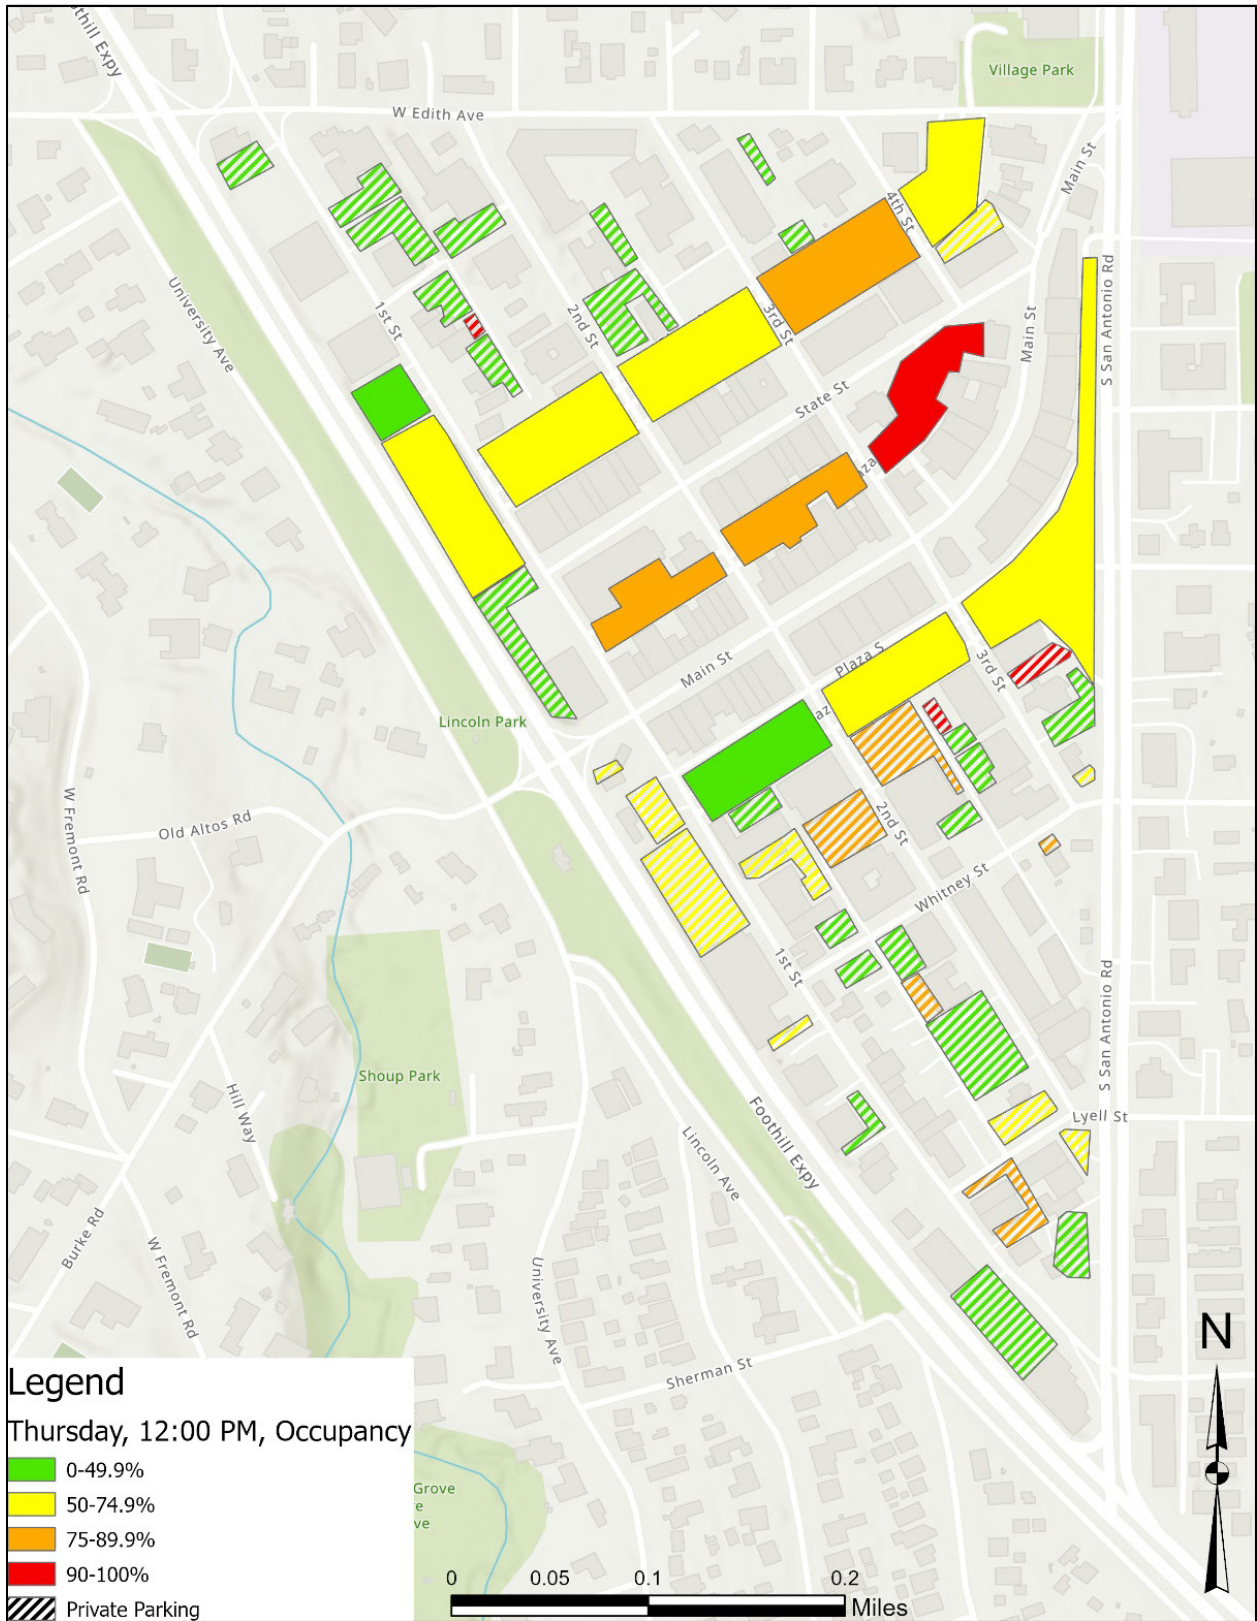 othill Expy
Village Park
W Edith Ave
Main St
4th St
University Ave
1st St
2nd St
3rd St
Main St
S San Antonio Rd
State St
Plaza S
Main St
3rd St
Lincoln Park
W Fremont Rd
Old Altos Rd
2nd St
Whitney St
1st St
S San Antonio Rd
Shoup Park
Hill Way
Foothill Expy
Lyell St
Lincoln Ave
Burke Rd
W Fremont Rd
University Ave
Sherman St
N
Legend
Thursday, 12:00 PM, Occupancy
0-49.9%
50-74.9%
75-89.9%
90-100%
Private Parking
Grove
ve
0 0.05 0.1 0.2
Miles